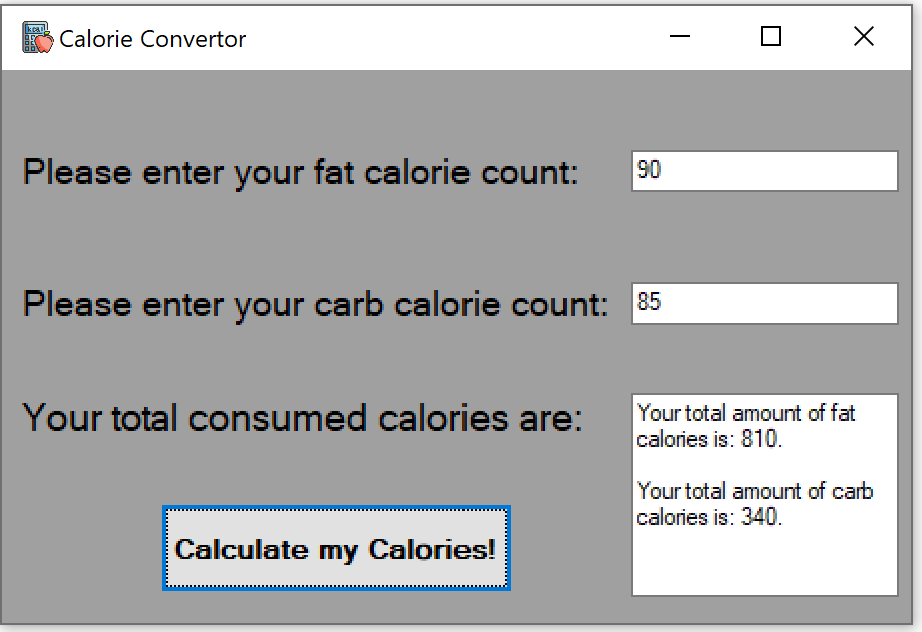 Calorie Convertor
Please enter your fat calorie count:
90
Please enter your carb calorie count:
85
Your total consumed calories are:
Your total amount of fat
calories is: 810.
Your total amount of carb
calories is: 340.
Calculate my Calories!